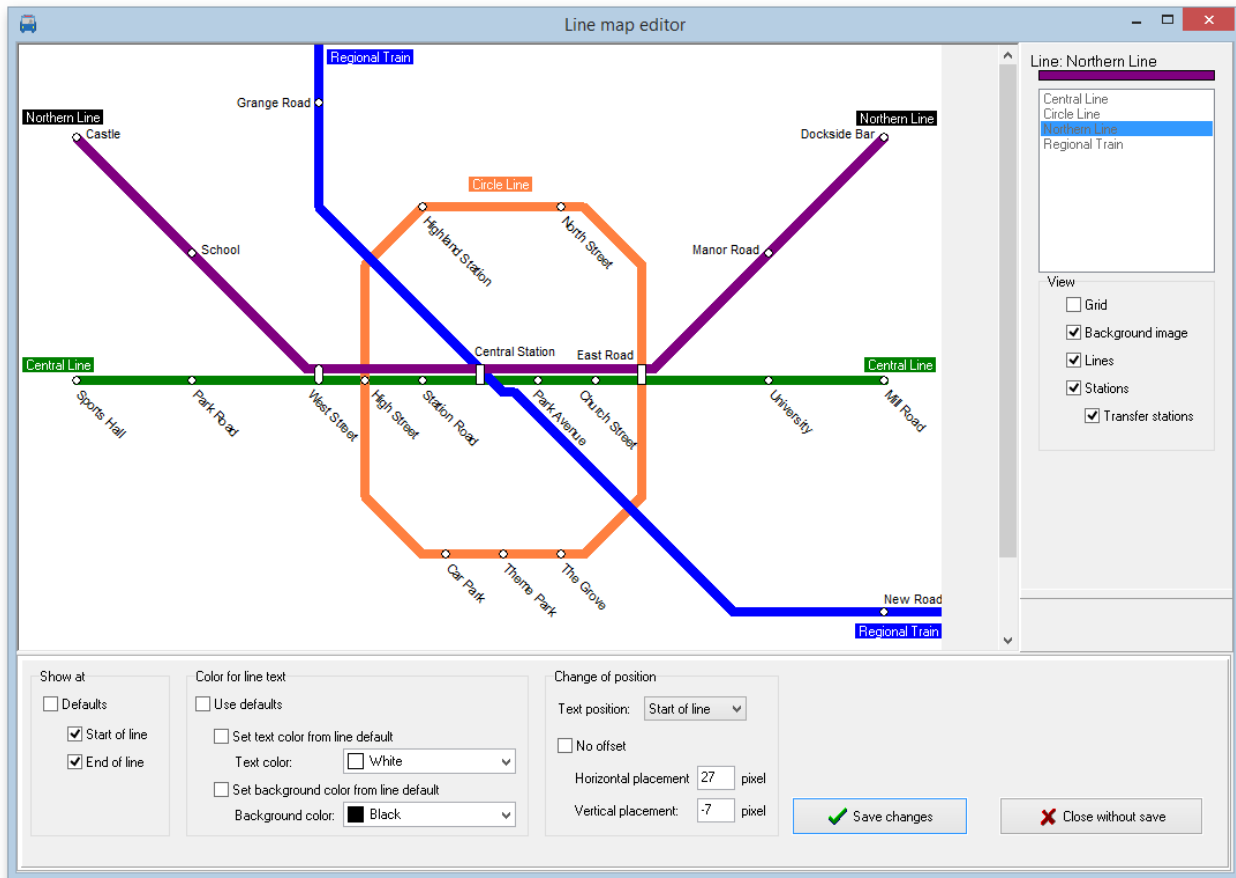 Line map editor
Regional Train
Line: Northern Line
Grange Road
Central Line
Circle Line
Northern Line
Regional Train
Northern Line
Northern Line
Castle
Dockside Bar
Circle Line
Highland Station
North Street
School
Manor Road
View
Grid
Background image
Lines
Stations
Transfer stations
Central Station
East Road
Central Line
Central Line
Sports Hall
Park Road
West Street
High Street
Station Road
Park Avenue
Church Street
University
Mill Road
Car Park
Theme Park
The Grove
New Road
Regional Train
Show at
Defaults
Start of line
End of line
Color for line text
Use defaults
Set text color from line default
Text color: White
Set background color from line default
Background color: Black
Change of position
Text position: Start of line
No offset
Horizontal placement 27 pixel
Vertical placement: -7 pixel
Save changes
Close without save